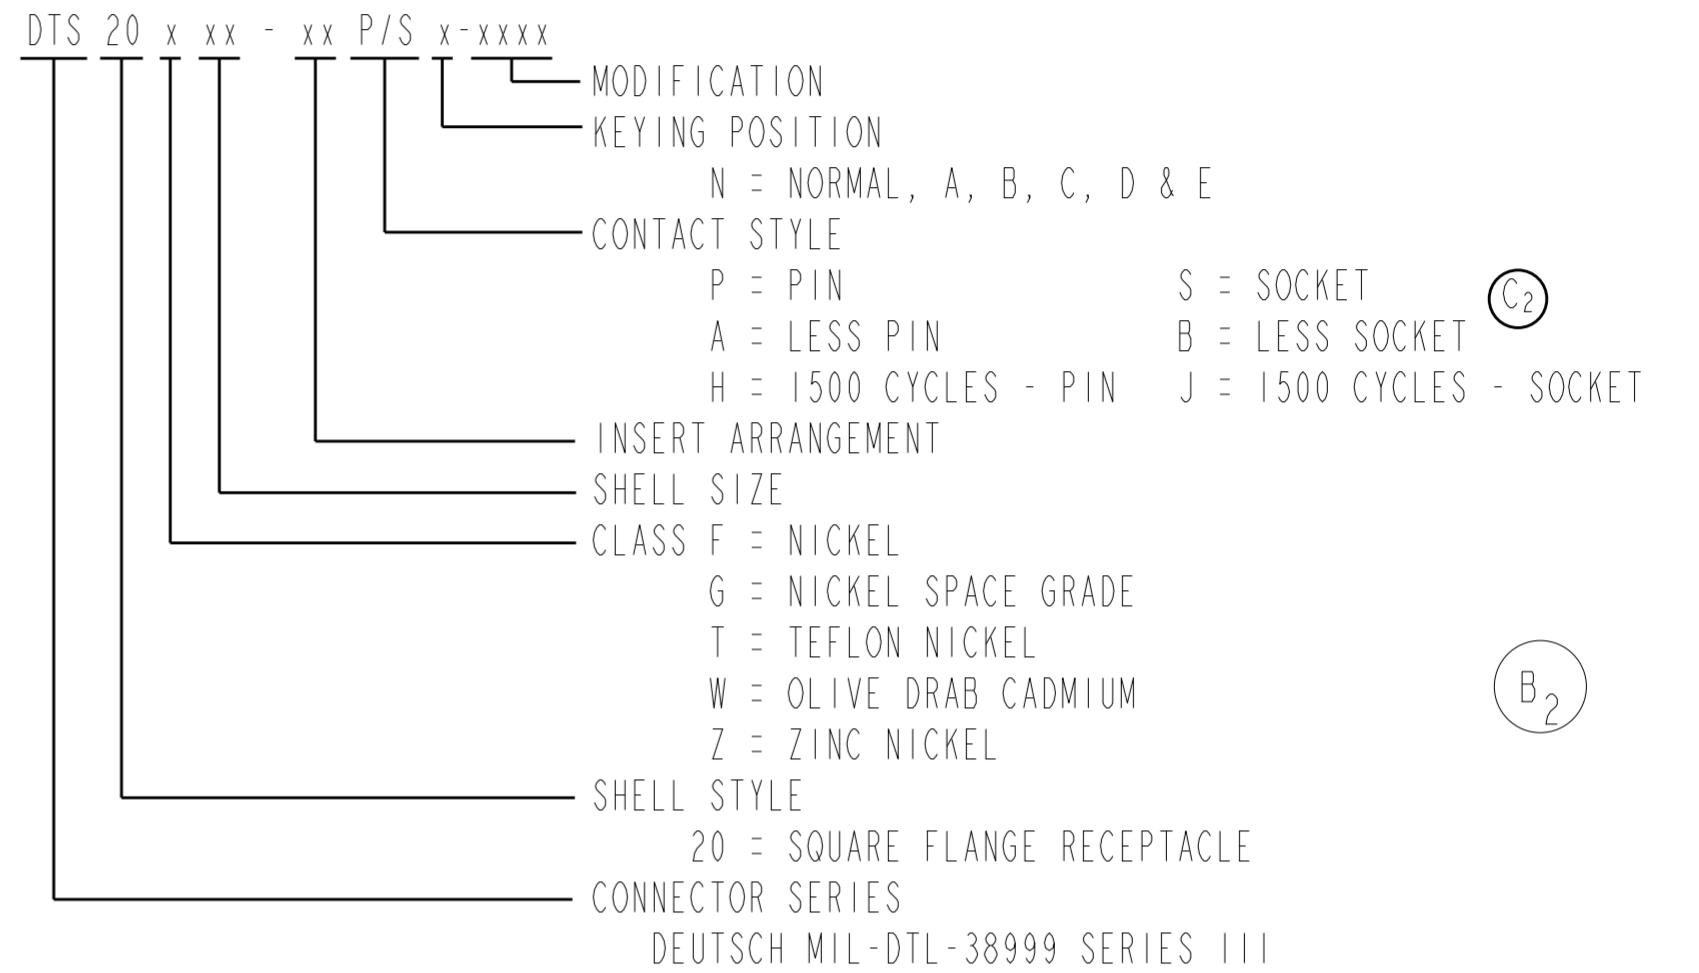 DTS 20 x xx - xx P/S x-xxxx
MODIFICATION
KEYING POSITION
N = NORMAL, A, B, C, D & E
CONTACT STYLE
P = PIN S = SOCKET
C2
A = LESS PIN B = LESS SOCKET
H = 1500 CYCLES - PIN J = 1500 CYCLES - SOCKET
INSERT ARRANGEMENT
SHELL SIZE
CLASS F = NICKEL
G = NICKEL SPACE GRADE
T = TEFLON NICKEL
W = OLIVE DRAB CADMIUM
B2
Z = ZINC NICKEL
SHELL STYLE
20 = SQUARE FLANGE RECEPTACLE
CONNECTOR SERIES
DEUTSCH MIL-DTL-38999 SERIES III